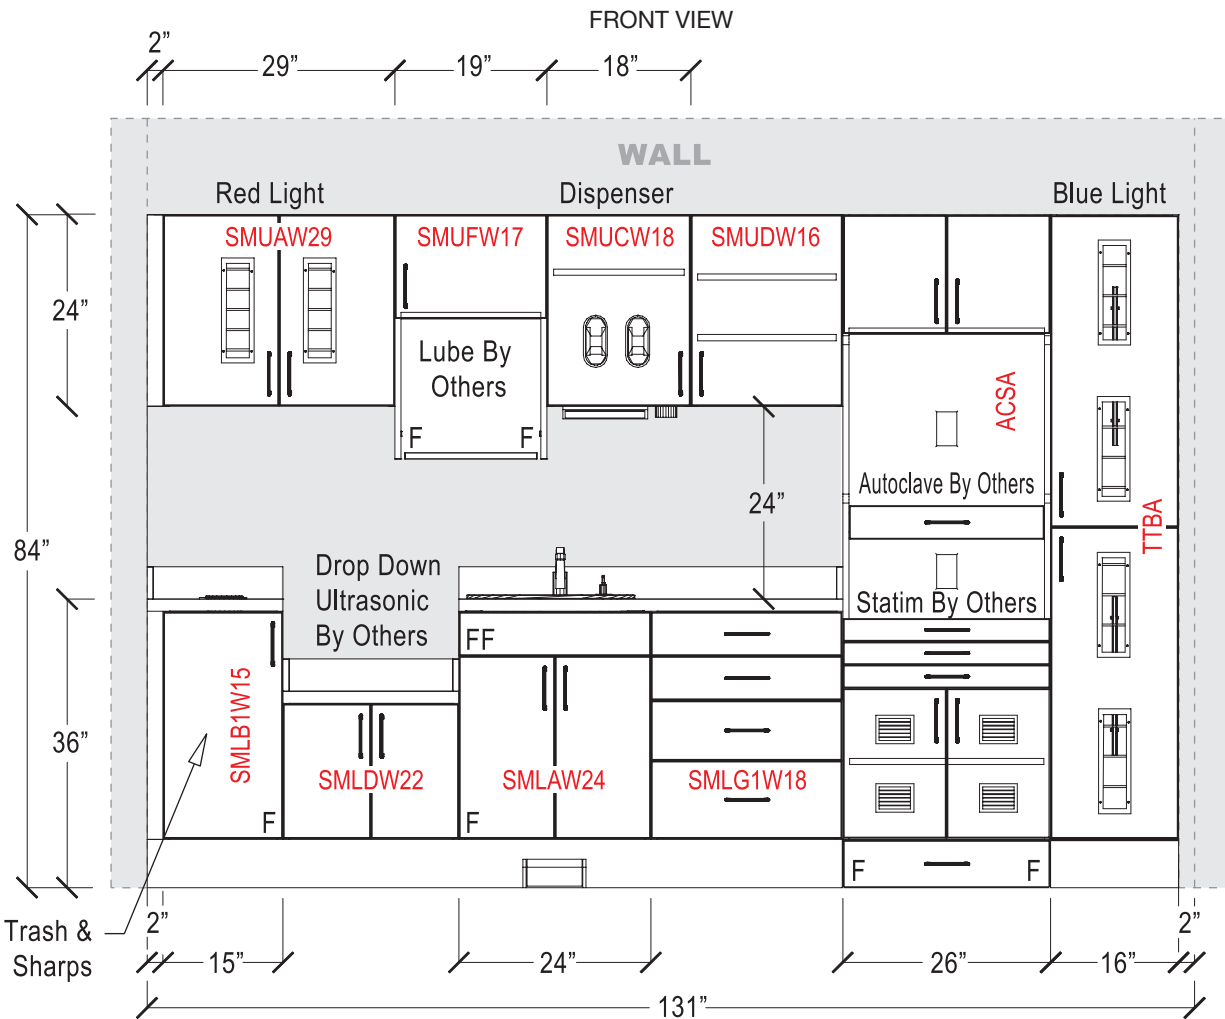 FRONT VIEW
2”
29”
19”
18”
WALL
Red Light
Dispenser
Blue Light
SMUAW29
SMUFW17
SMUCW18
SMUDW16
24”
Lube By
Others
ACSA
F
F
Autoclave By Others
24”
TTBA
84”
Drop Down
Ultrasonic
By Others
Statim By Others
FF
SMLB1W15
36”
SMLDW22
SMLAW24
SMLG1W18
F
F
F
F
Trash &
Sharps
2”
2”
15”
24”
26”
16”
131”